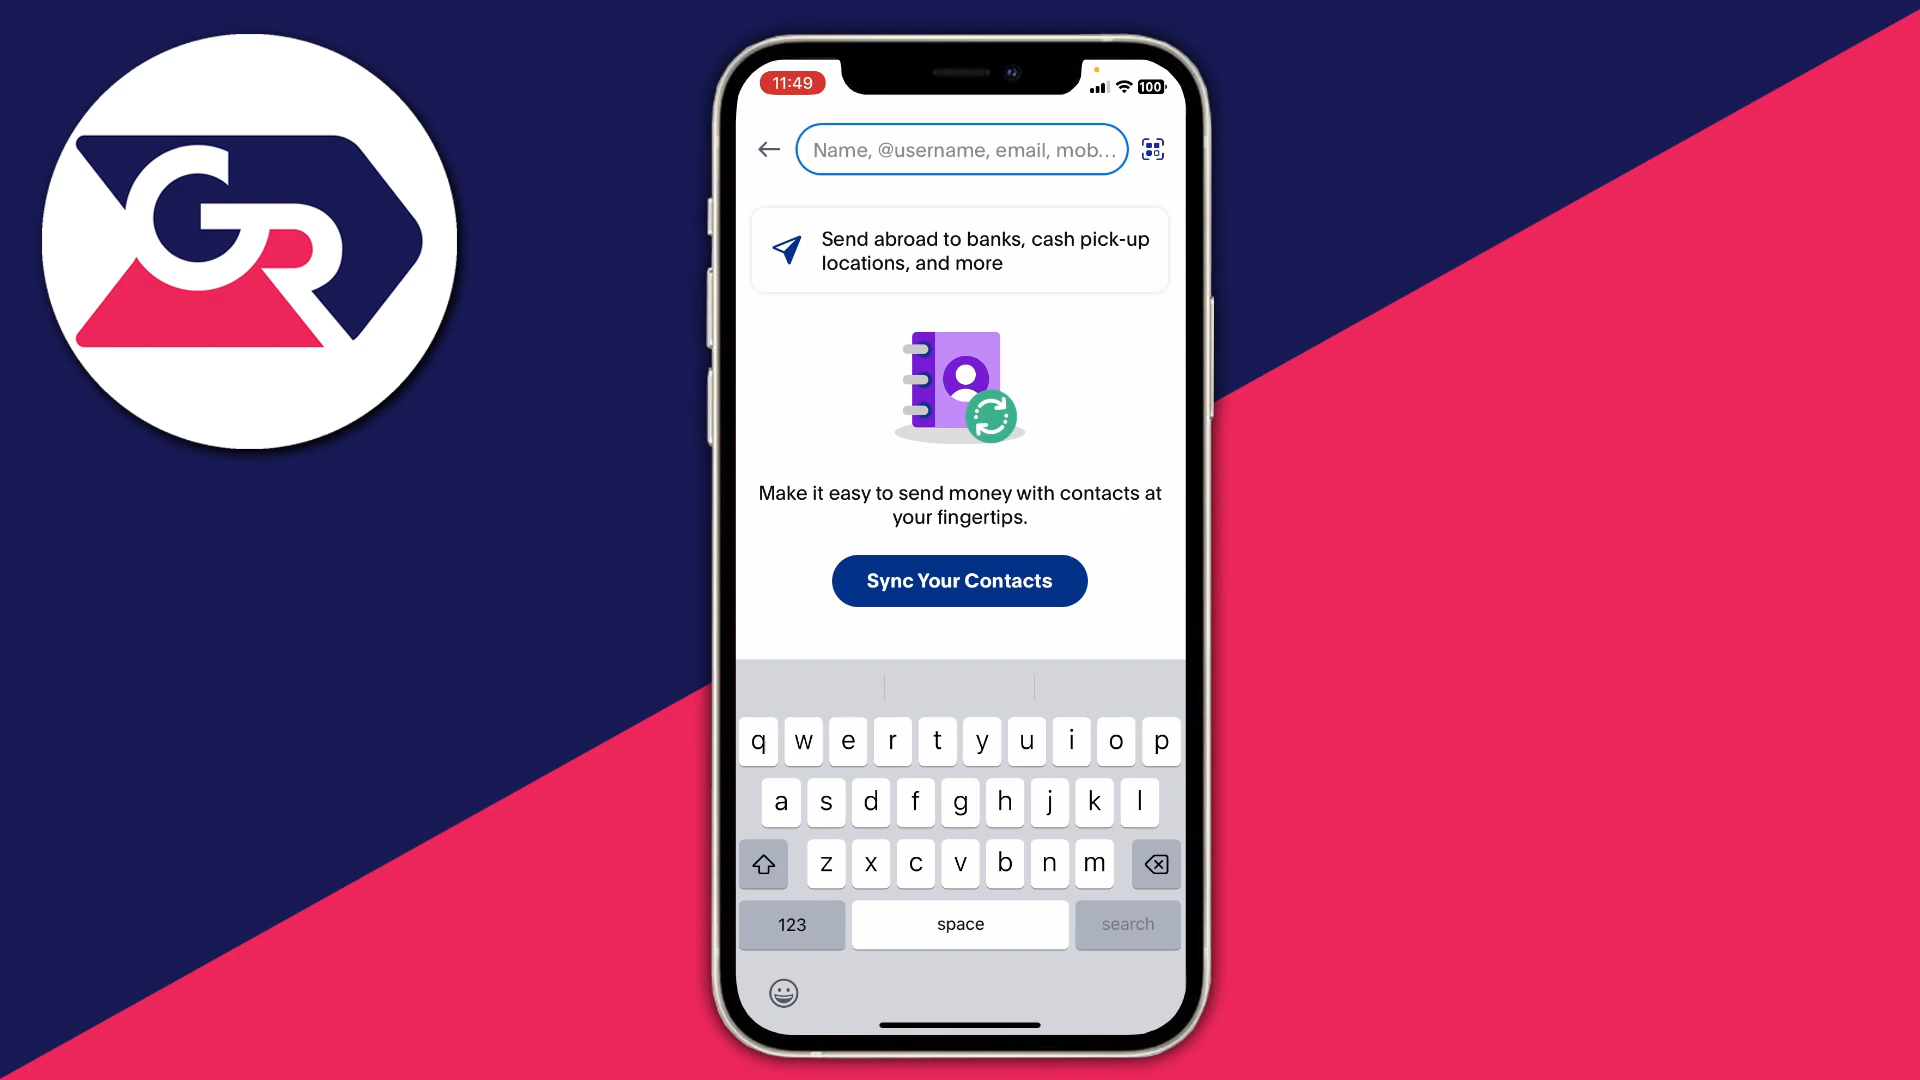 GR
11:49
100
Name, @username, email, mob...
Send abroad to banks, cash pick-up
locations, and more
Make it easy to send money with contacts at
your fingertips.
Sync Your Contacts
q w e r t y u i o p
a s d f g h j k l
z x c v b n m
123 space search